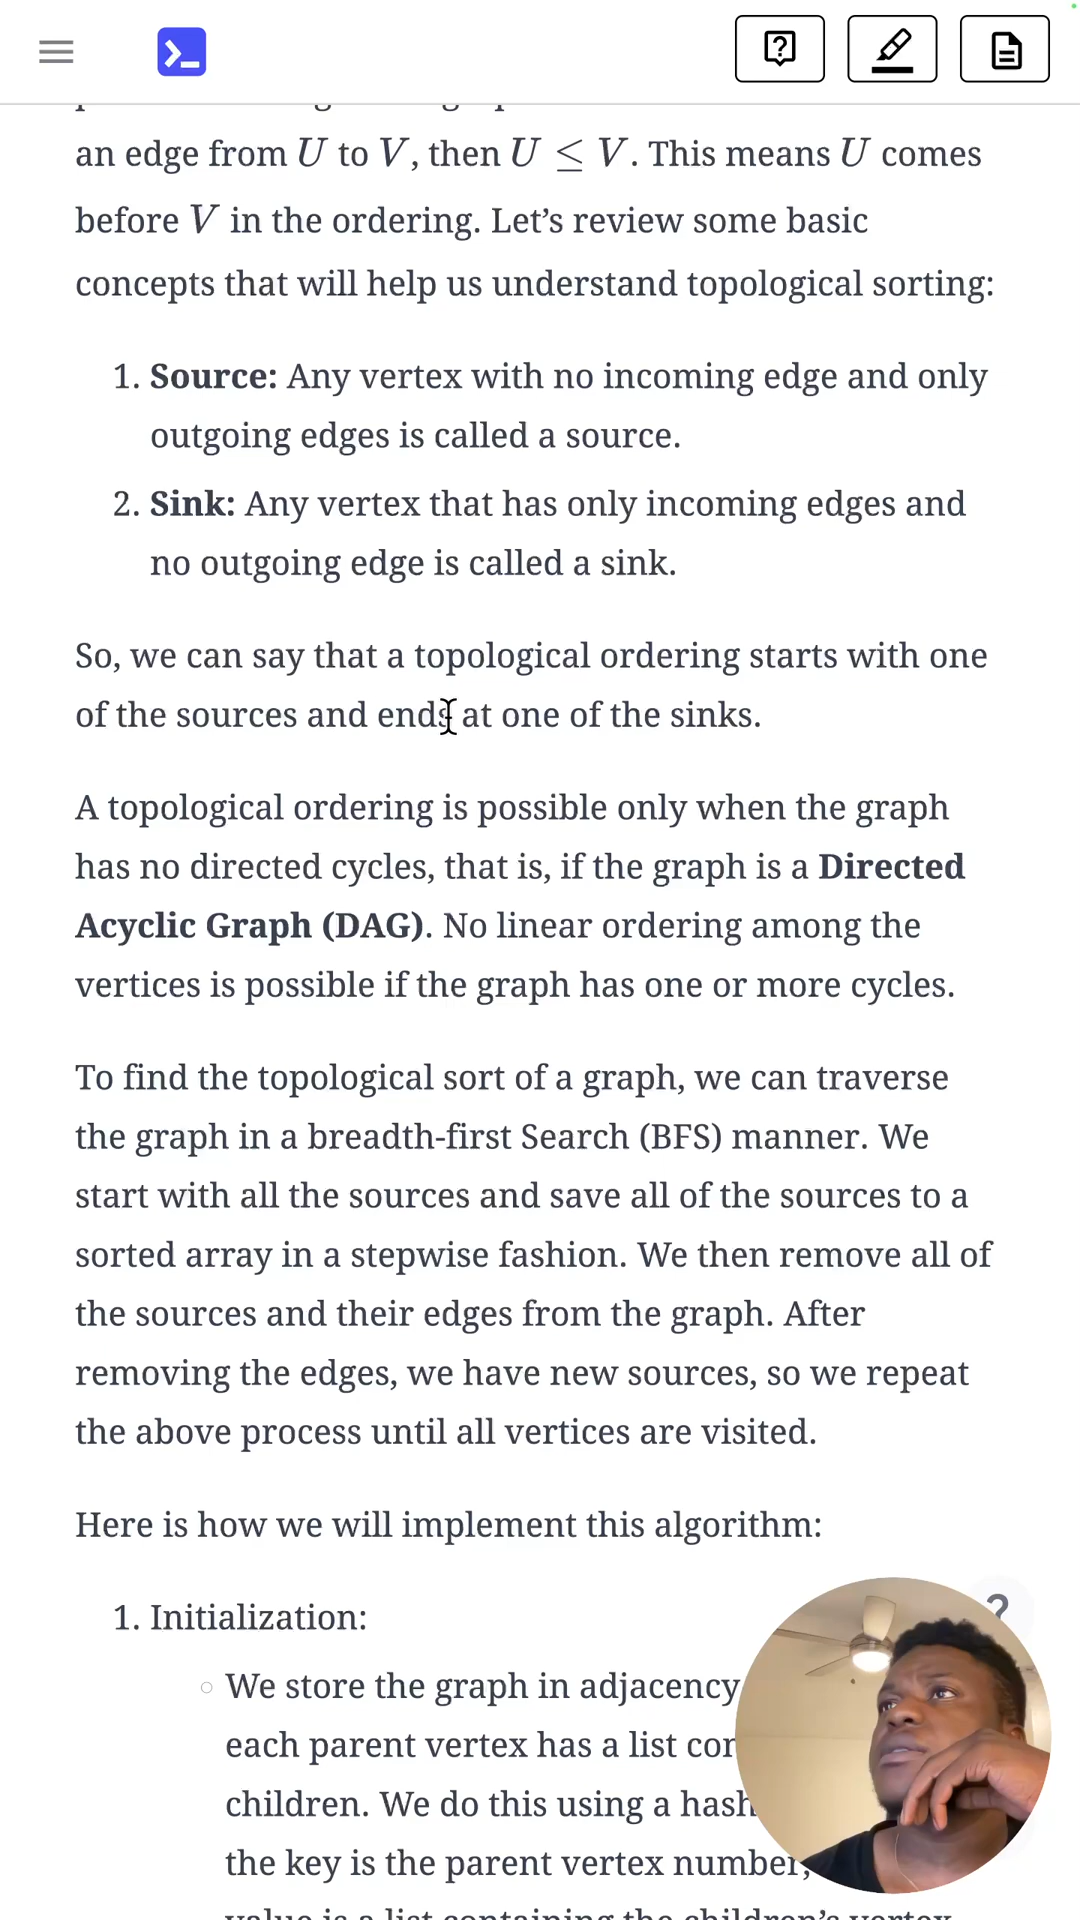 an edge from U to V, then U ≤ V. This means U comes
before V in the ordering. Let’s review some basic
concepts that will help us understand topological sorting:
1. Source: Any vertex with no incoming edge and only
outgoing edges is called a source.
2. Sink: Any vertex that has only incoming edges and
no outgoing edge is called a sink.
So, we can say that a topological ordering starts with one
of the sources and ends at one of the sinks.
A topological ordering is possible only when the graph
has no directed cycles, that is, if the graph is a Directed
Acyclic Graph (DAG). No linear ordering among the
vertices is possible if the graph has one or more cycles.
To find the topological sort of a graph, we can traverse
the graph in a breadth-first Search (BFS) manner. We
start with all the sources and save all of the sources to a
sorted array in a stepwise fashion. We then remove all of
the sources and their edges from the graph. After
removing the edges, we have new sources, so we repeat
the above process until all vertices are visited.
Here is how we will implement this algorithm:
1. Initialization:
?
We store the graph in adjacency
each parent vertex has a list
children. We do this using a hash
the key is the parent vertex number,
value is a list containing the children’s vertex